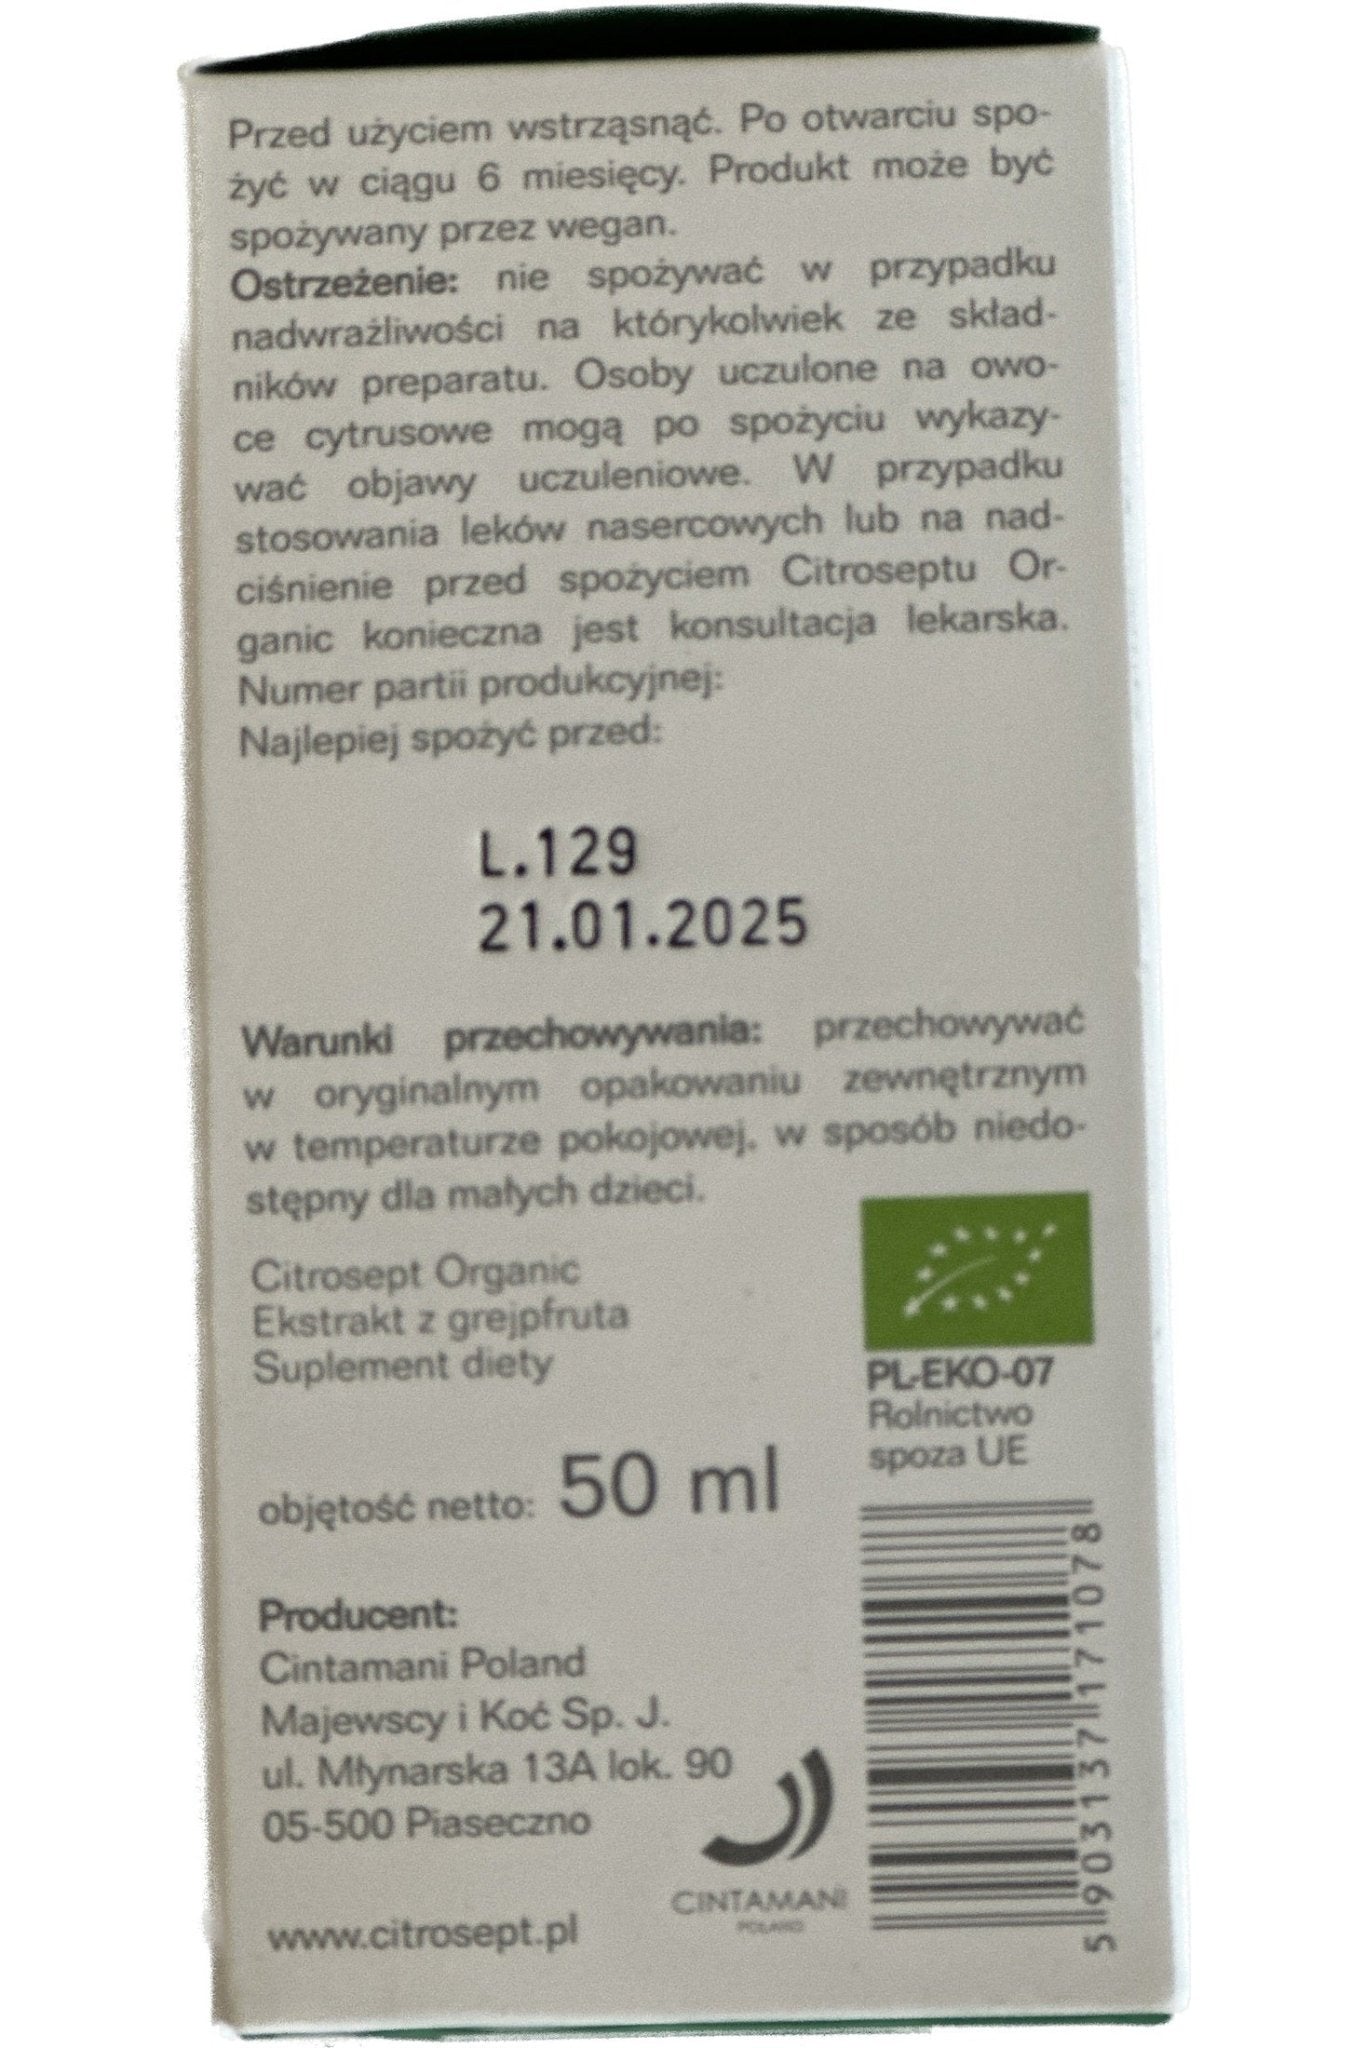 Przed użyciem wstrząsnąć. Po otwarciu spo-
żyć w ciągu 6 miesięcy. Produkt może być
spożywany przez wegan.
Ostrzeżenie: nie spożywać w przypadku
nadwrażliwości na którykolwiek ze skład-
ników preparatu. Osoby uczulone na owo-
ce cytrusowe mogą po spożyciu wykazy-
wać objawy uczuleniowe. W przypadku
stosowania leków nasercowych lub na nad-
ciśnienie przed spożyciem Citroseptu Or-
ganic konieczna jest konsultacja lekarska.
Numer partii produkcyjnej:
Najlepiej spożyć przed:
L.129
21.01.2025
Warunki przechowywania: przechowywać
w oryginalnym opakowaniu zewnętrznym
w temperaturze pokojowej, w sposób niedo-
stępny dla małych dzieci.
Citrosept Organic
Ekstrakt z grejpfruta
Suplement diety
PL-EKO-07
Rolnictwo
spoza UE
objętość netto: 50 ml
Producent:
Cintamani Poland
Majewscy i Koć Sp. J.
ul. Młynarska 13A lok. 90
05-500 Piaseczno
www.citrosept.pl
CINTAMANI
POLAND
5 903137 171078